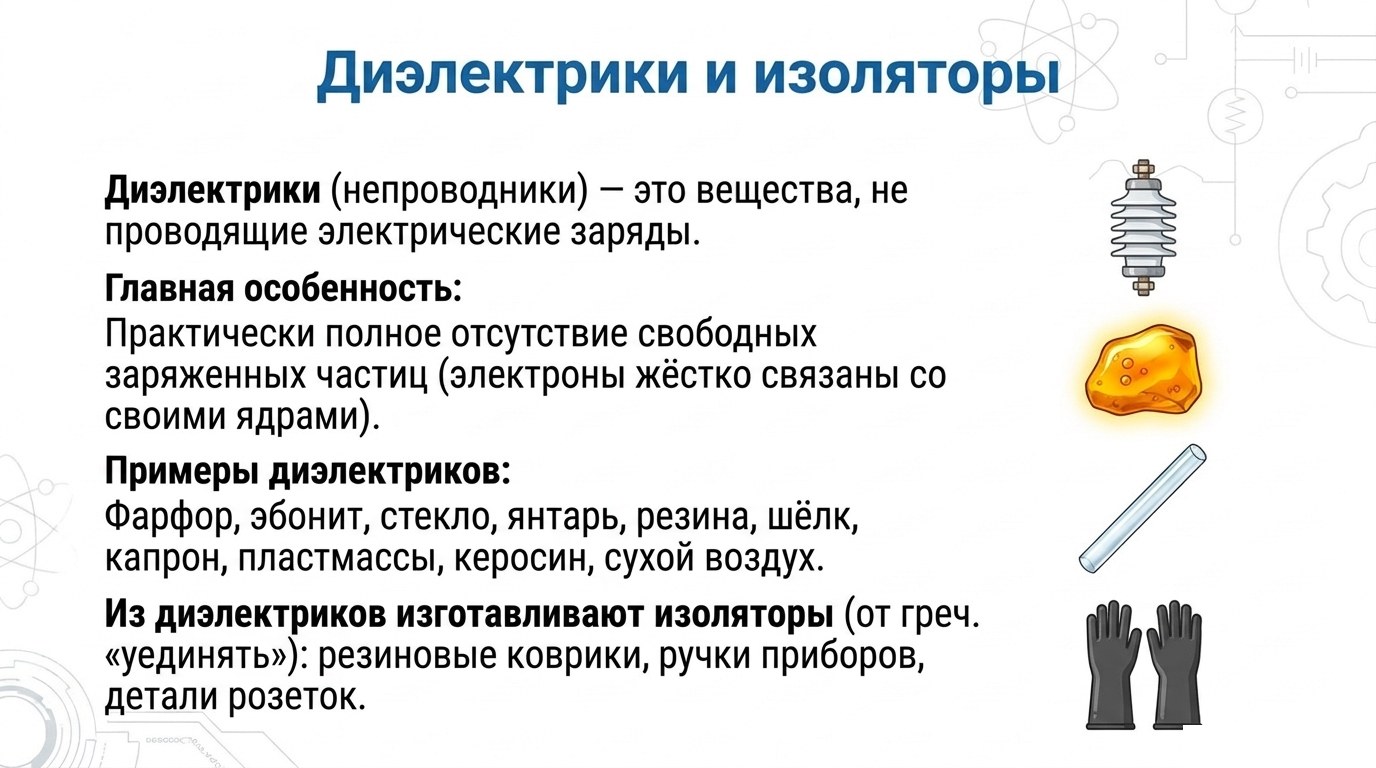 Диэлектрики и изоляторы
Диэлектрики (непроводники) — это вещества, не
проводящие электрические заряды.
Главная особенность:
Практически полное отсутствие свободных
заряженных частиц (электроны жёстко связаны со
своими ядрами).
Примеры диэлектриков:
Фарфор, эбонит, стекло, янтарь, резина, шёлк,
капрон, пластмассы, керосин, сухой воздух.
Из диэлектриков изготавливают изоляторы (от греч.
«уединять»): резиновые коврики, ручки приборов,
детали розеток.